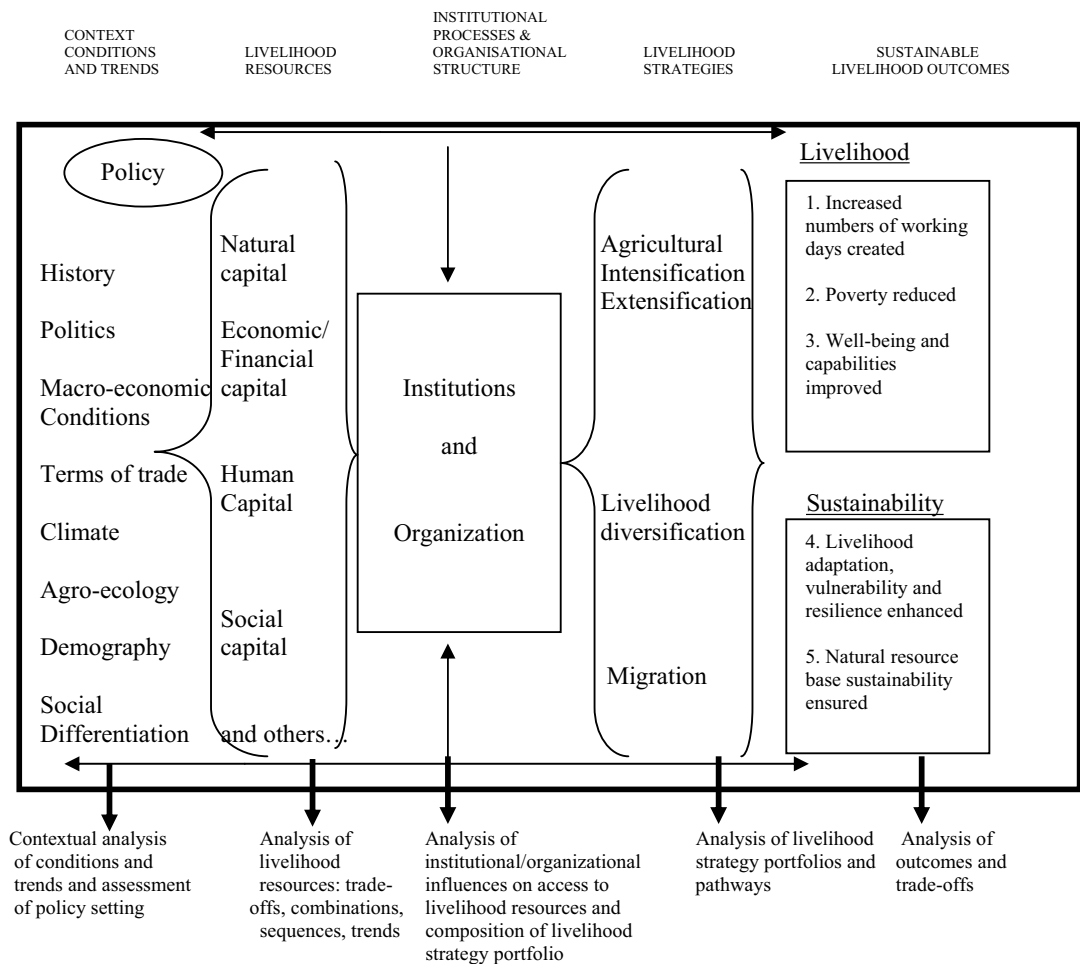 CONTEXT
CONDITIONS
AND TRENDS
LIVELIHOOD
RESOURCES
INSTITUTIONAL
PROCESSES &
ORGANISATIONAL
STRUCTURE
LIVELIHOOD
STRATEGIES
SUSTAINABLE
LIVELIHOOD OUTCOMES
Policy
History
Politics
Macro-economic
Conditions
Terms of trade
Climate
Agro-ecology
Demography
Social
Differentiation
Natural
capital
Economic/
Financial
capital
Human
Capital
Social
capital
and others…
Institutions
and
Organization
Agricultural
Intensification
Extensification
Livelihood
diversification
Migration
Livelihood
1. Increased
numbers of working
days created
2. Poverty reduced
3. Well-being and
capabilities
improved
Sustainability
4. Livelihood
adaptation,
vulnerability and
resilience enhanced
5. Natural resource
base sustainability
ensured
Contextual analysis
of conditions and
trends and assessment
of policy setting
Analysis of
livelihood
resources: trade-
offs, combinations,
sequences, trends
Analysis of
institutional/organizational
influences on access to
livelihood resources and
composition of livelihood
strategy portfolio
Analysis of livelihood
strategy portfolios and
pathways
Analysis of
outcomes and
trade-offs